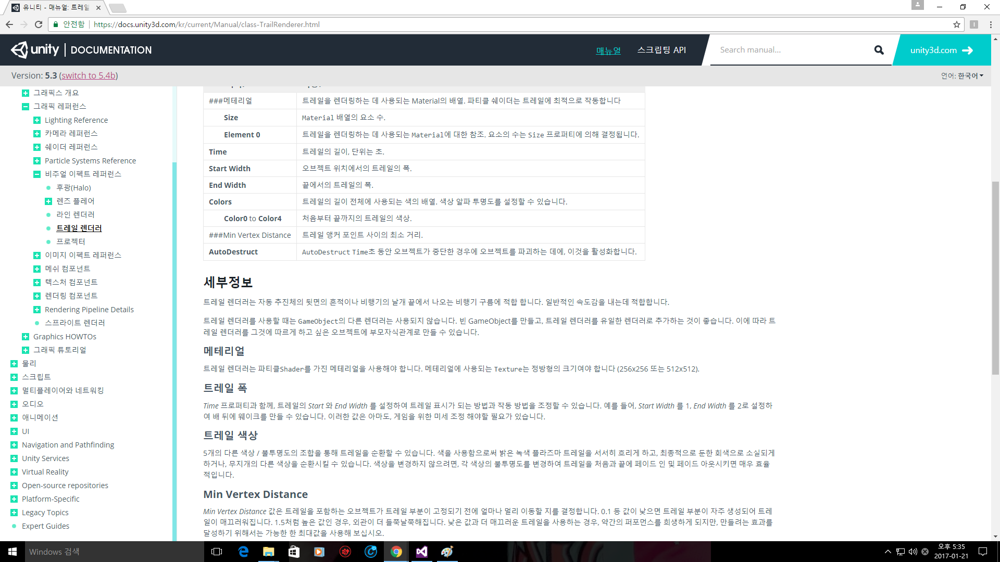 유니티 - 매뉴얼: 트레일
안전함 https://docs.unity3d.com/kr/current/Manual/class-TrailRenderer.html
unity DOCUMENTATION
매뉴얼 스크립팅 API
Search manual...
unity3d.com
Version: 5.3 (switch to 5.4b)
언어: 한국어
그래픽스 개요
그래픽 레퍼런스
Lighting Reference
카메라 레퍼런스
쉐이더 레퍼런스
Particle Systems Reference
비주얼 이펙트 레퍼런스
후광(Halo)
렌즈 플레어
라인 렌더러
트레일 렌더러
프로젝터
이미지 이펙트 레퍼런스
메쉬 컴포넌트
텍스처 컴포넌트
렌더링 컴포넌트
Rendering Pipeline Details
스프라이트 렌더러
Graphics HOWTOs
그래픽 튜토리얼
물리
스크립트
멀티플레이어와 네트워킹
오디오
애니메이션
UI
Navigation and Pathfinding
Unity Services
Virtual Reality
Open-source repositories
Platform-Specific
Legacy Topics
Expert Guides
###메테리얼 트레일을 렌더링하는 데 사용되는 Material의 배열. 파티클 쉐이더는 트레일에 최적으로 작동합니다
Size Material 배열의 요소 수.
Element 0 트레일을 렌더링하는 데 사용되는 Material에 대한 참조. 요소의 수는 Size 프로퍼티에 의해 결정됩니다.
Time 트레일의 길이, 단위는 초.
Start Width 오브젝트 위치에서의 트레일의 폭.
End Width 끝에서의 트레일의 폭.
Colors 트레일의 길이 전체에 사용되는 색의 배열. 색상 알파 투명도를 설정할 수 있습니다.
Color0 to Color4 처음부터 끝까지의 트레일의 색상.
###Min Vertex Distance 트레일 앵커 포인트 사이의 최소 거리.
AutoDestruct AutoDestruct Time초 동안 오브젝트가 중단한 경우에 오브젝트를 파괴하는 데에, 이것을 활성화합니다.
세부정보
트레일 렌더러는 자동 추진체의 뒷면의 흔적이나 비행기의 날개 끝에서 나오는 비행기 구름에 적합 합니다. 일반적인 속도감을 내는데 적합합니다.
트레일 렌더러를 사용할 때는 GameObject의 다른 렌더러는 사용되지 않습니다. 빈 GameObject를 만들고, 트레일 렌더러를 유일한 렌더러로 추가하는 것이 좋습니다. 이에 따라 트
레일 렌더러를 그것에 따르게 하고 싶은 오브젝트에 부모자식관계로 만들 수 있습니다.
메테리얼
트레일 렌더러는 파티클Shader를 가진 메테리얼을 사용해야 합니다. 메테리얼에 사용되는 Texture는 정방형의 크기여야 합니다 (256x256 또는 512x512).
트레일 폭
Time 프로퍼티과 함께, 트레일의 Start 와 End Width 를 설정하여 트레일 표시가 되는 방법과 작동 방법을 조정할 수 있습니다. 예를 들어, Start Width 를 1, End Width 를 2로 설정하
여 배 뒤에 웨이크를 만들 수 있습니다. 이러한 값은 아마도, 게임을 위한 미세 조정 해야할 필요가 있습니다.
트레일 색상
5개의 다른 색상 / 불투명도의 조합을 통해 트레일을 순환할 수 있습니다. 색을 사용함으로써 밝은 녹색 플라즈마 트레일을 서서히 흐리게 하고, 최종적으로 둔한 회색으로 소실되게
하거나, 무지개의 다른 색상을 순환시킬 수 있습니다. 색상을 변경하지 않으려면, 각 색상의 불투명도를 변경하여 트레일을 처음과 끝에 페이드 인 및 페이드 아웃시키면 매우 효율
적입니다.
Min Vertex Distance
Min Vertex Distance 값은 트레일을 포함하는 오브젝트가 트레일 부분이 고정되기 전에 얼마나 멀리 이동할 지를 결정합니다. 0.1 등 값이 낮으면 트레일 부분이 자주 생성되어 트레
일이 매끄러워집니다. 1.5처럼 높은 값인 경우, 외관이 더 들쭉날쭉해집니다. 낮은 값과 더 매끄러운 트레일을 사용하는 경우, 약간의 퍼포먼스를 희생하게 되지만, 만들려는 효과를
달성하기 위해서는 가능한 한 최대값을 사용해 보십시오.
Windows 검색
오후 5:35
2017-01-21